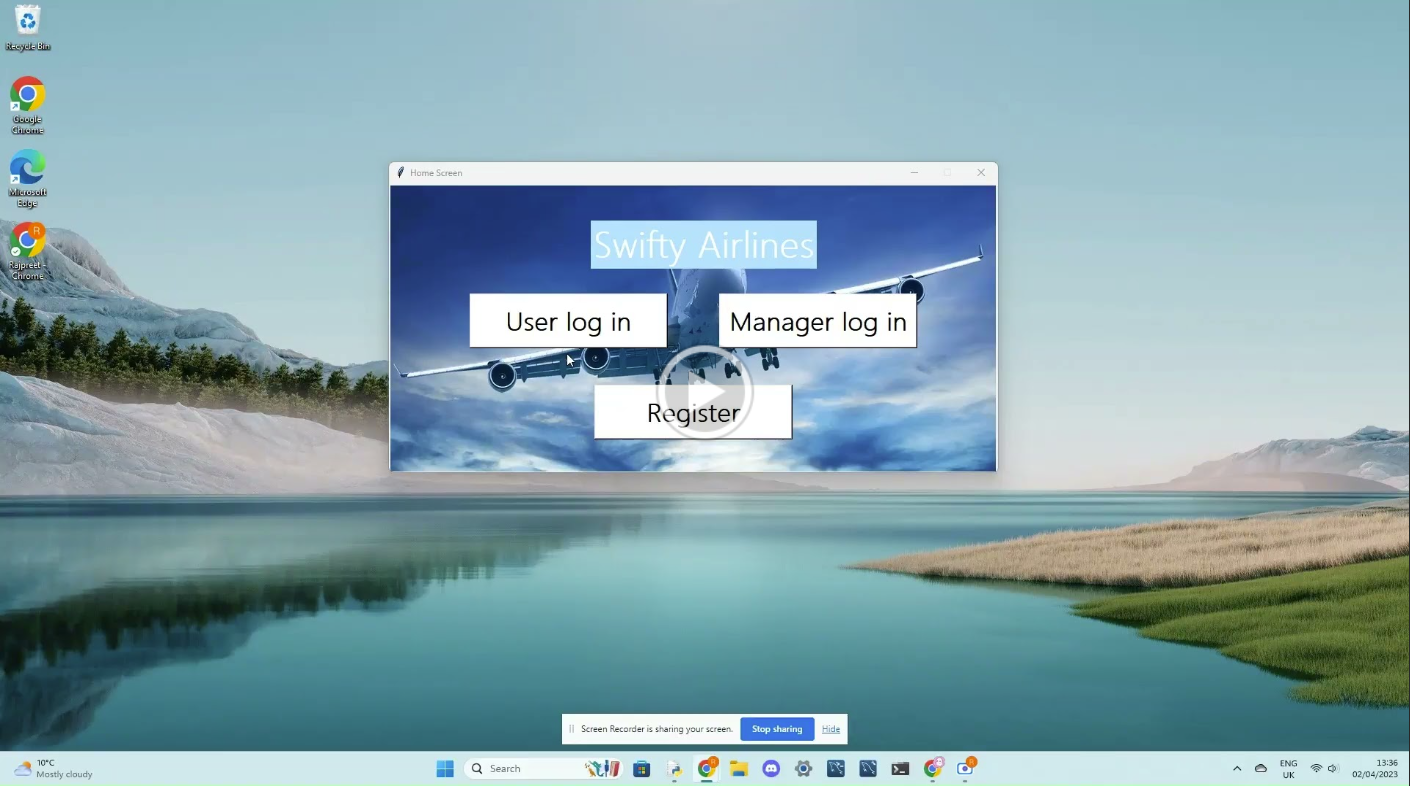 Recycle Bin
Google
Chrome
Microsoft
Edge
Rajpreet -
Chrome
Home Screen
Swifty Airlines
User log in
Manager log in
Register
Screen Recorder is sharing your screen.
Stop sharing
Hide
10°C
Mostly cloudy
Search
ENG
UK
13:36
02/04/2023